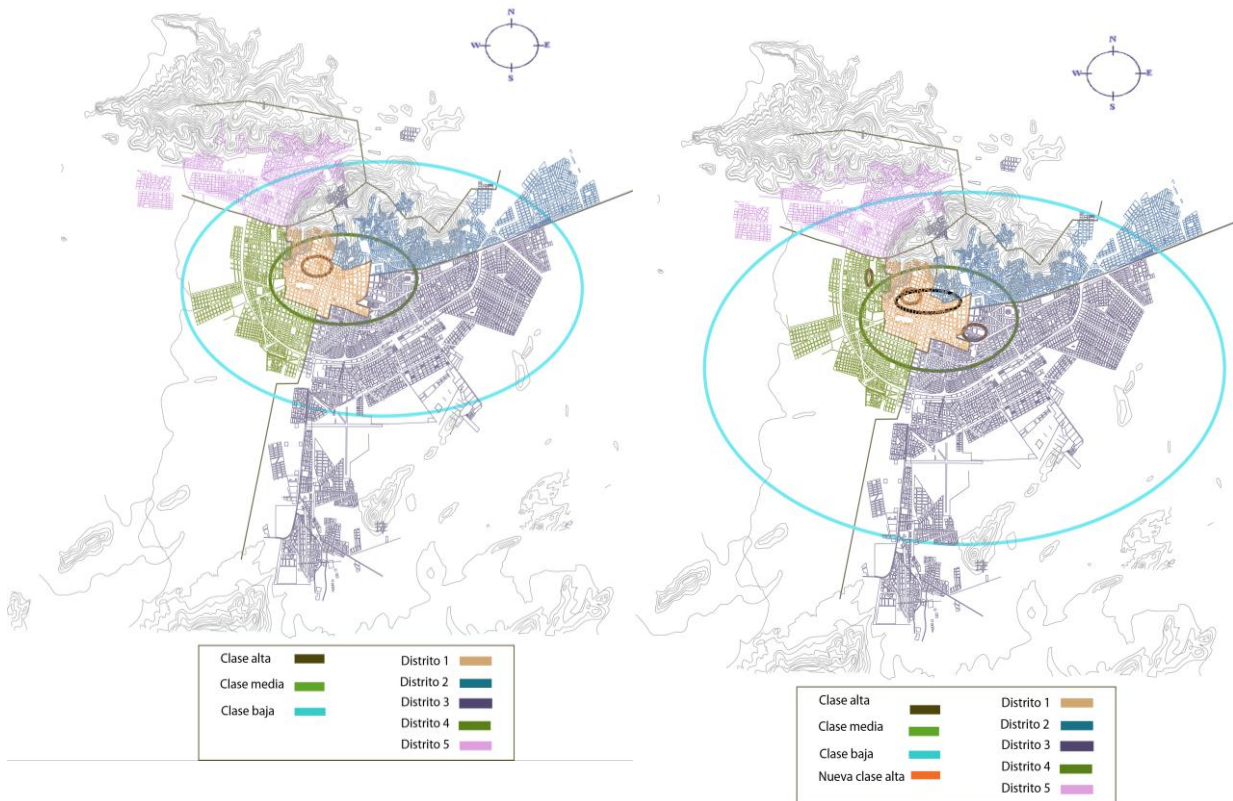 N
W E
S
Clase alta
Clase media
Clase baja
Distrito 1
Distrito 2
Distrito 3
Distrito 4
Distrito 5
N
W E
S
Clase alta
Clase media
Clase baja
Nueva clase alta
Distrito 1
Distrito 2
Distrito 3
Distrito 4
Distrito 5